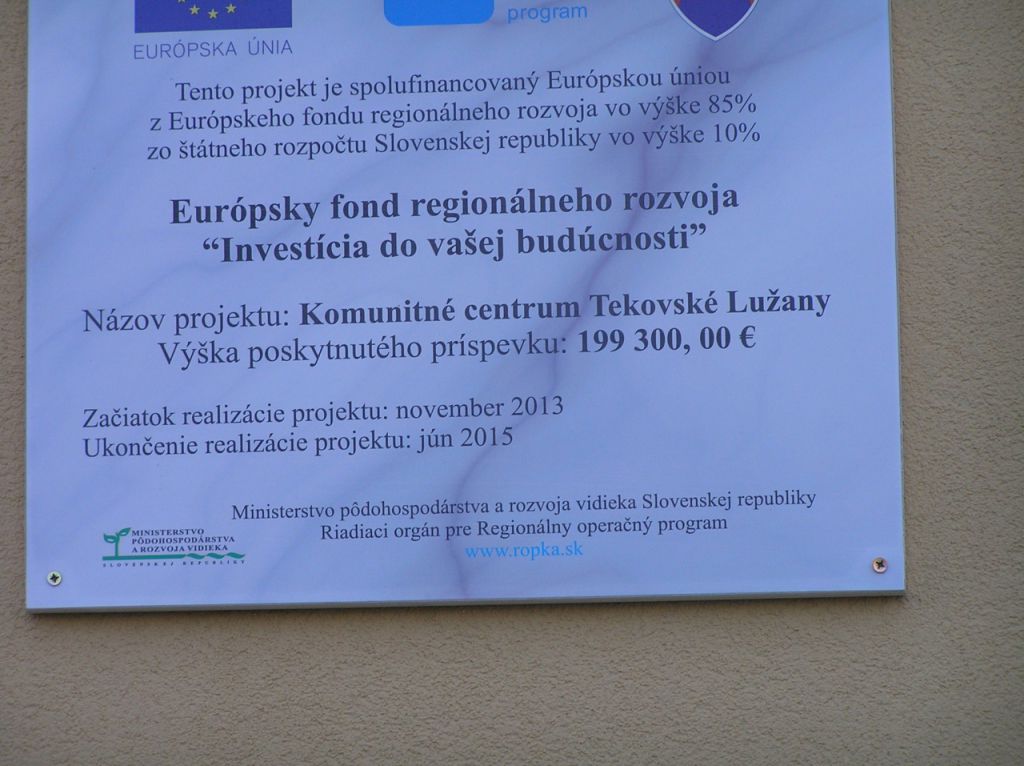 program
EURÓPSKA ÚNIA
Tento projekt je spolufinancovaný Európskou úniou
z Európskeho fondu regionálneho rozvoja vo výške 85%
zo štátneho rozpočtu Slovenskej republiky vo výške 10%
Európsky fond regionálneho rozvoja
“Investícia do vašej budúcnosti”
Názov projektu: Komunitné centrum Tekovské Lužany
Výška poskytnutého príspevku: 199 300, 00 €
Začiatok realizácie projektu: november 2013
Ukončenie realizácie projektu: jún 2015
Ministerstvo pôdohospodárstva a rozvoja vidieka Slovenskej republiky
Riadiaci orgán pre Regionálny operačný program
www.ropka.sk
MINISTERSTVO
PÔDOHOSPODÁRSTVA
A ROZVOJA VIDIEKA
SLOVENSKEJ REPUBLIKY